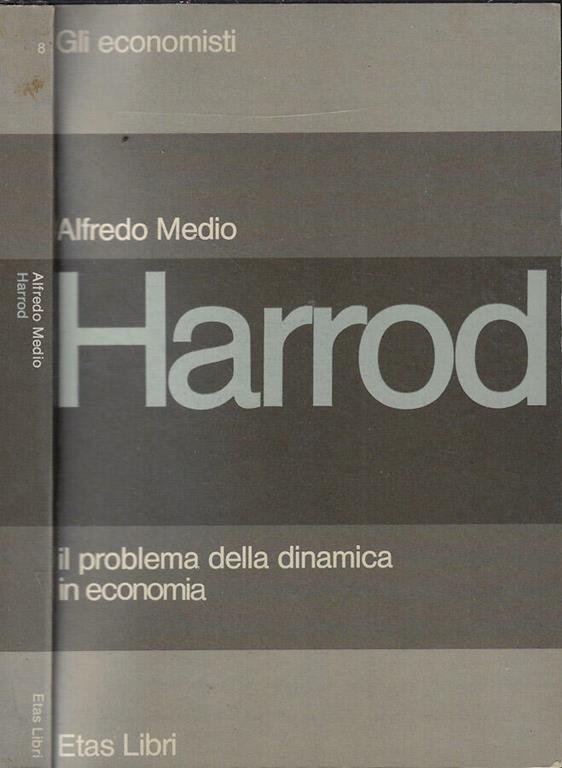 8
Alfredo Medio
Harrod
Etas Libri
Gli economisti
Alfredo Medio
Harrod
il problema della dinamica
in economia
Etas Libri